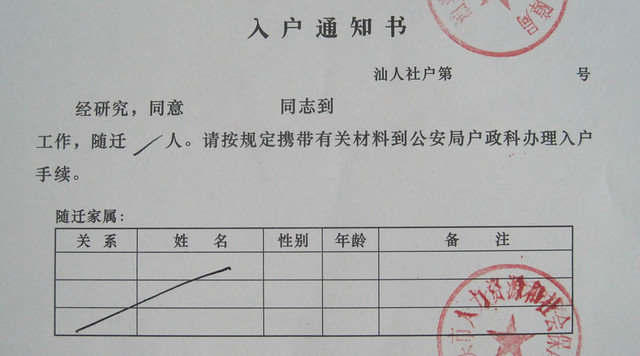 入户通知书
汕人社户第 号
经研究，同意 同志到
工作，随迁 人。请按规定携带有关材料到公安局户政科办理入户
手续。
随迁家属：
关系 姓名 性别 年龄 备注
市人力资源和社会保